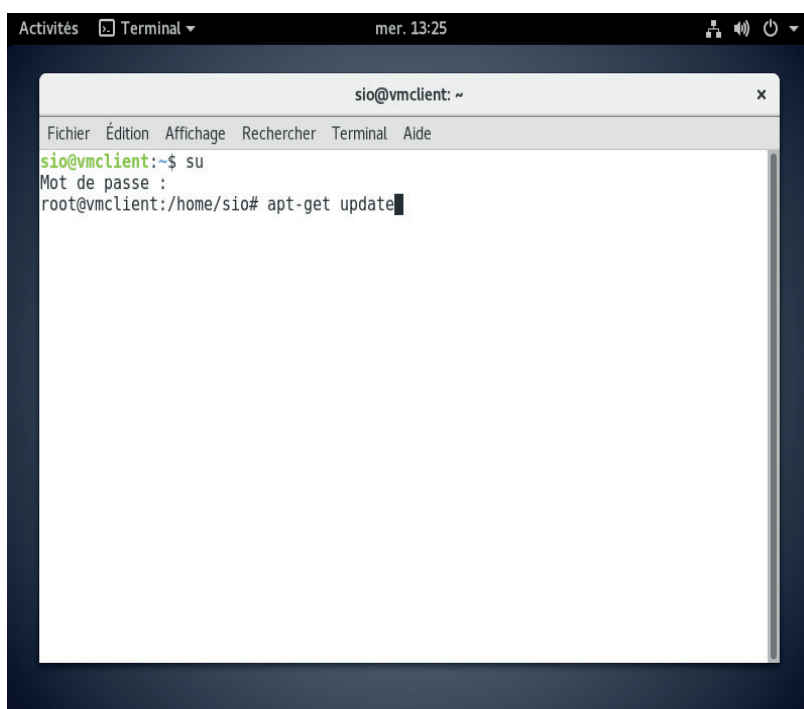 Activités Terminal mer. 13:25
sio@vmclient: ~ ×
Fichier Édition Affichage Rechercher Terminal Aide
sio@vmclient:~$ su
Mot de passe :
root@vmclient:/home/sio# apt-get update